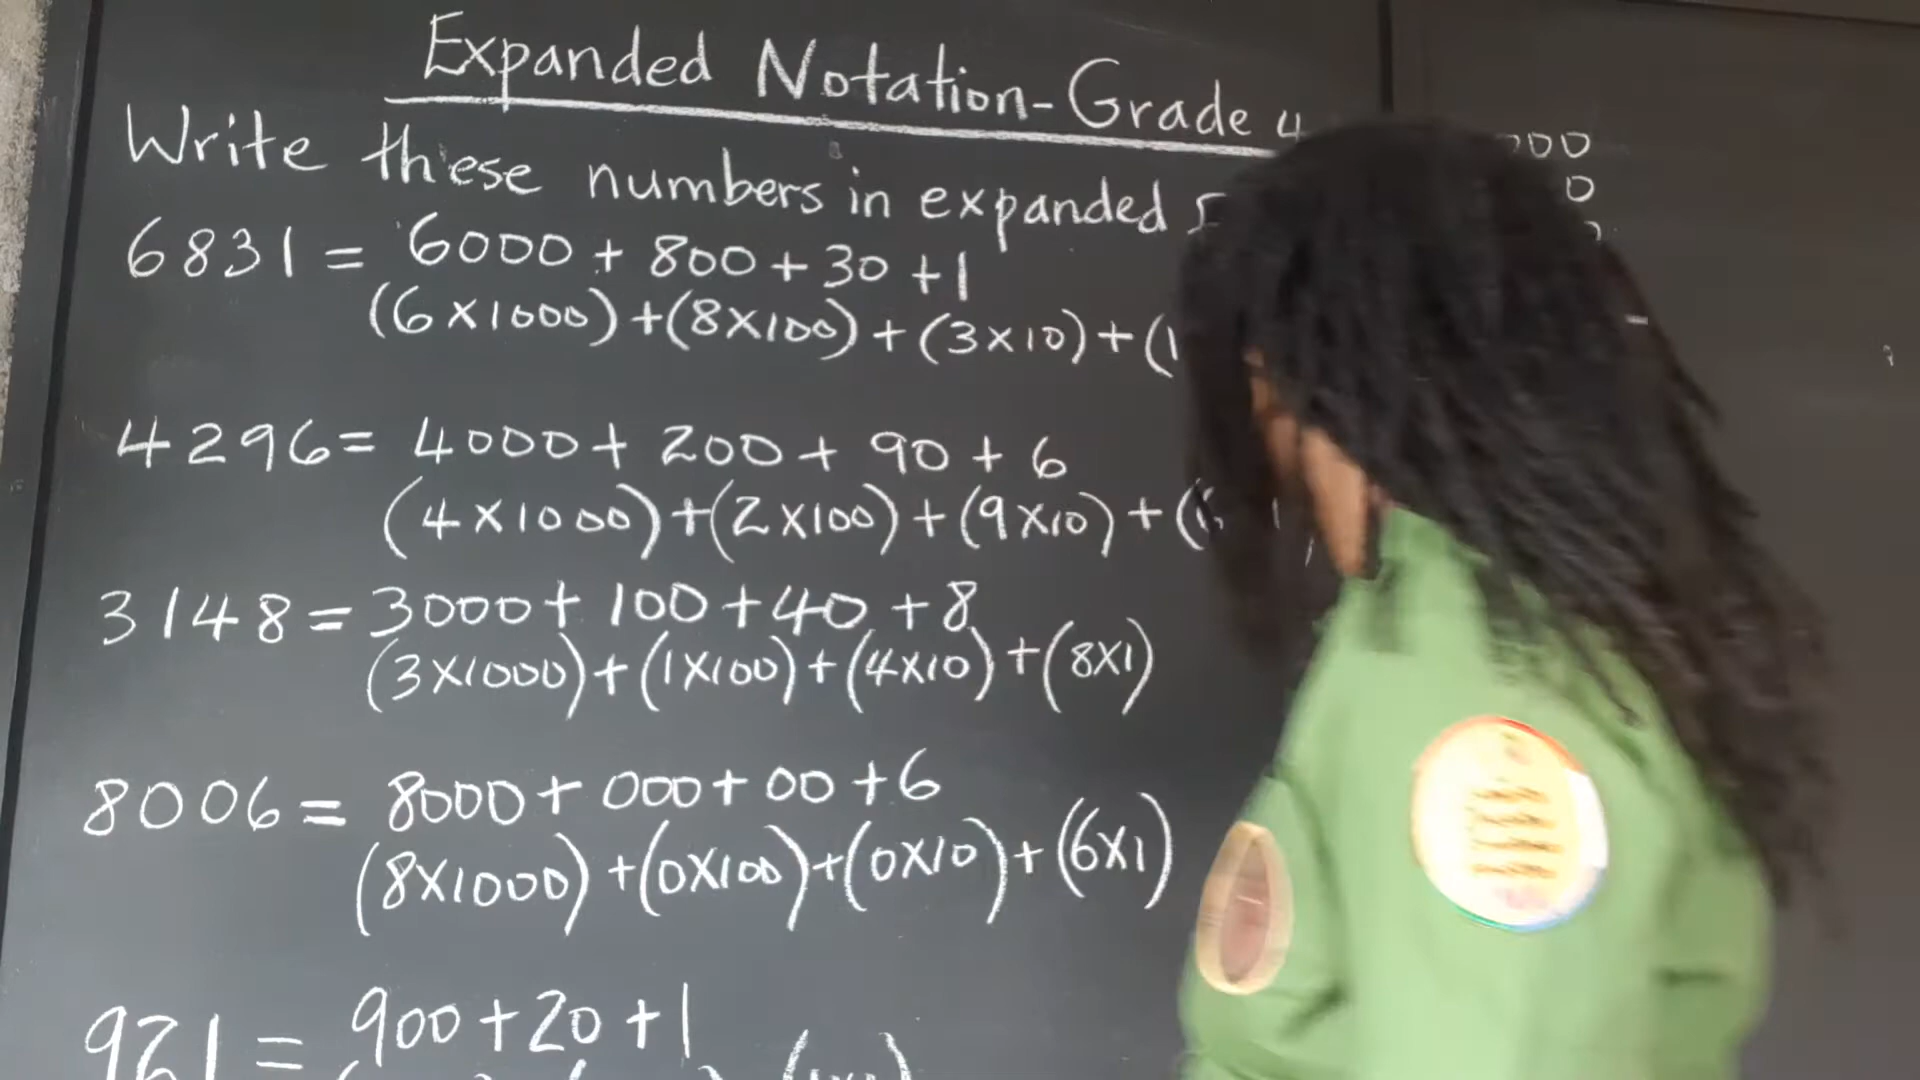 Expanded Notation-Grade 4
Write these numbers in expanded
6831 = 6000 + 800 + 30 + 1
(6x1000) + (8x100) + (3x10) + (1
4296 = 4000 + 200 + 90 + 6
(4x1000) + (2x100) + (9x10) + (
3148 = 3000 + 100 + 40 + 8
(3x1000) + (1x100) + (4x10) + (8x1)
8006 = 8000 + 000 + 00 + 6
(8x1000) + (0x100) + (0x10) + (6x1)
921 = 900 + 20 + 1